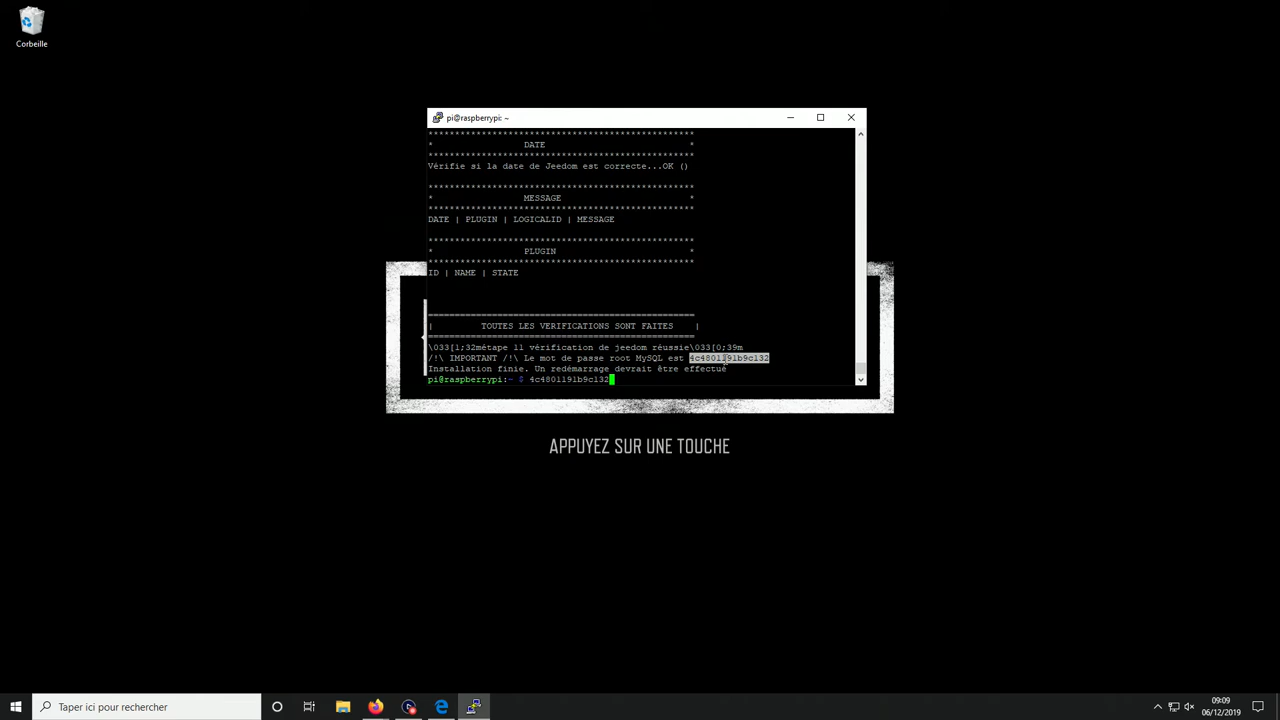 Corbeille
pi@raspberrypi: ~
*************************************************
* DATE *
*************************************************
Vérifie si la date de Jeedom est correcte...OK ()
*************************************************
* MESSAGE *
*************************************************
DATE | PLUGIN | LOGICALID | MESSAGE
*************************************************
* PLUGIN *
*************************************************
ID | NAME | STATE
==================================================
| TOUTES LES VERIFICATIONS SONT FAITES |
==================================================
\033[1;32métape 11 vérification de jeedom réussie\033[0;39m
/!\ IMPORTANT /!\ Le mot de passe root MySQL est 4c4801191b9c132
Installation finie. Un redémarrage devrait être effectué
pi@raspberrypi:~ $ 4c4801191b9c132
APPUYEZ SUR UNE TOUCHE
Taper ici pour rechercher
09:09
06/12/2019